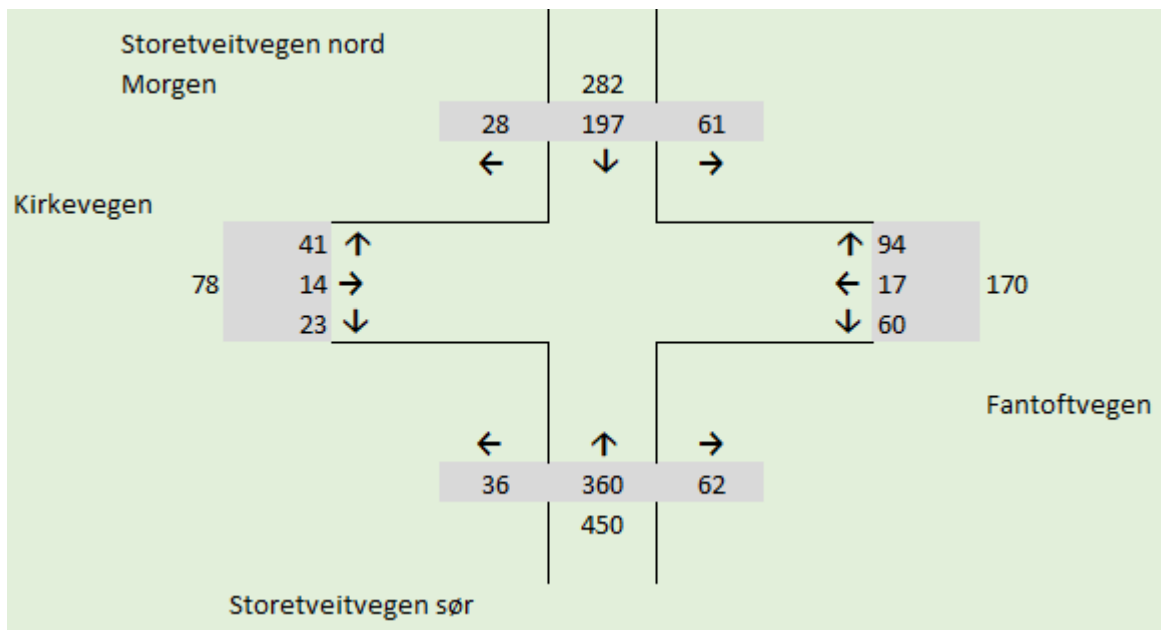 Storetveitvegen nord
Morgen 282
28 197 61
← ↓ →
Kirkevegen
41 ↑ ↑ 94
78 14 → ← 17 170
23 ↓ ↓ 60
Fantoftvegen
← ↑ →
36 360 62
450
Storetveitvegen sør